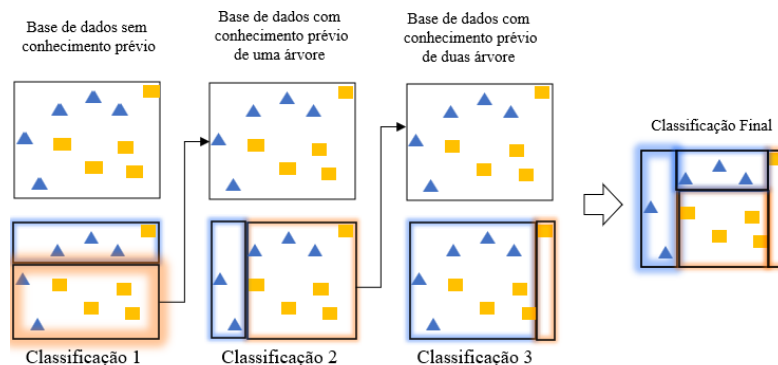 Base de dados sem
conhecimento prévio
Base de dados com
conhecimento prévio
de uma árvore
Base de dados com
conhecimento prévio
de duas árvore
Classificação Final
Classificação 1
Classificação 2
Classificação 3